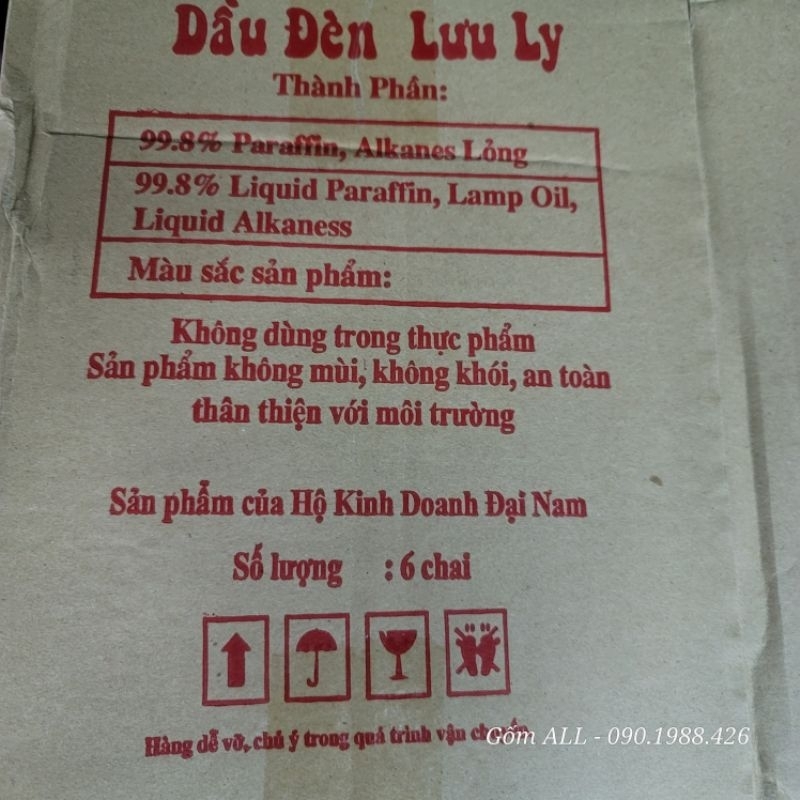 Dầu Đèn Lưu Ly
Thành Phần:
99.8% Paraffin, Alkanes Lỏng
99.8% Liquid Paraffin, Lamp Oil,
Liquid Alkaness
Màu sắc sản phẩm:
Không dùng trong thực phẩm
Sản phẩm không mùi, không khói, an toàn
thân thiện với môi trường
Sản phẩm của Hộ Kinh Doanh Đại Nam
Số lượng : 6 chai
Hàng dễ vỡ, chú ý trong quá trình vận chuyển
Gốm ALL - 090.1988.426